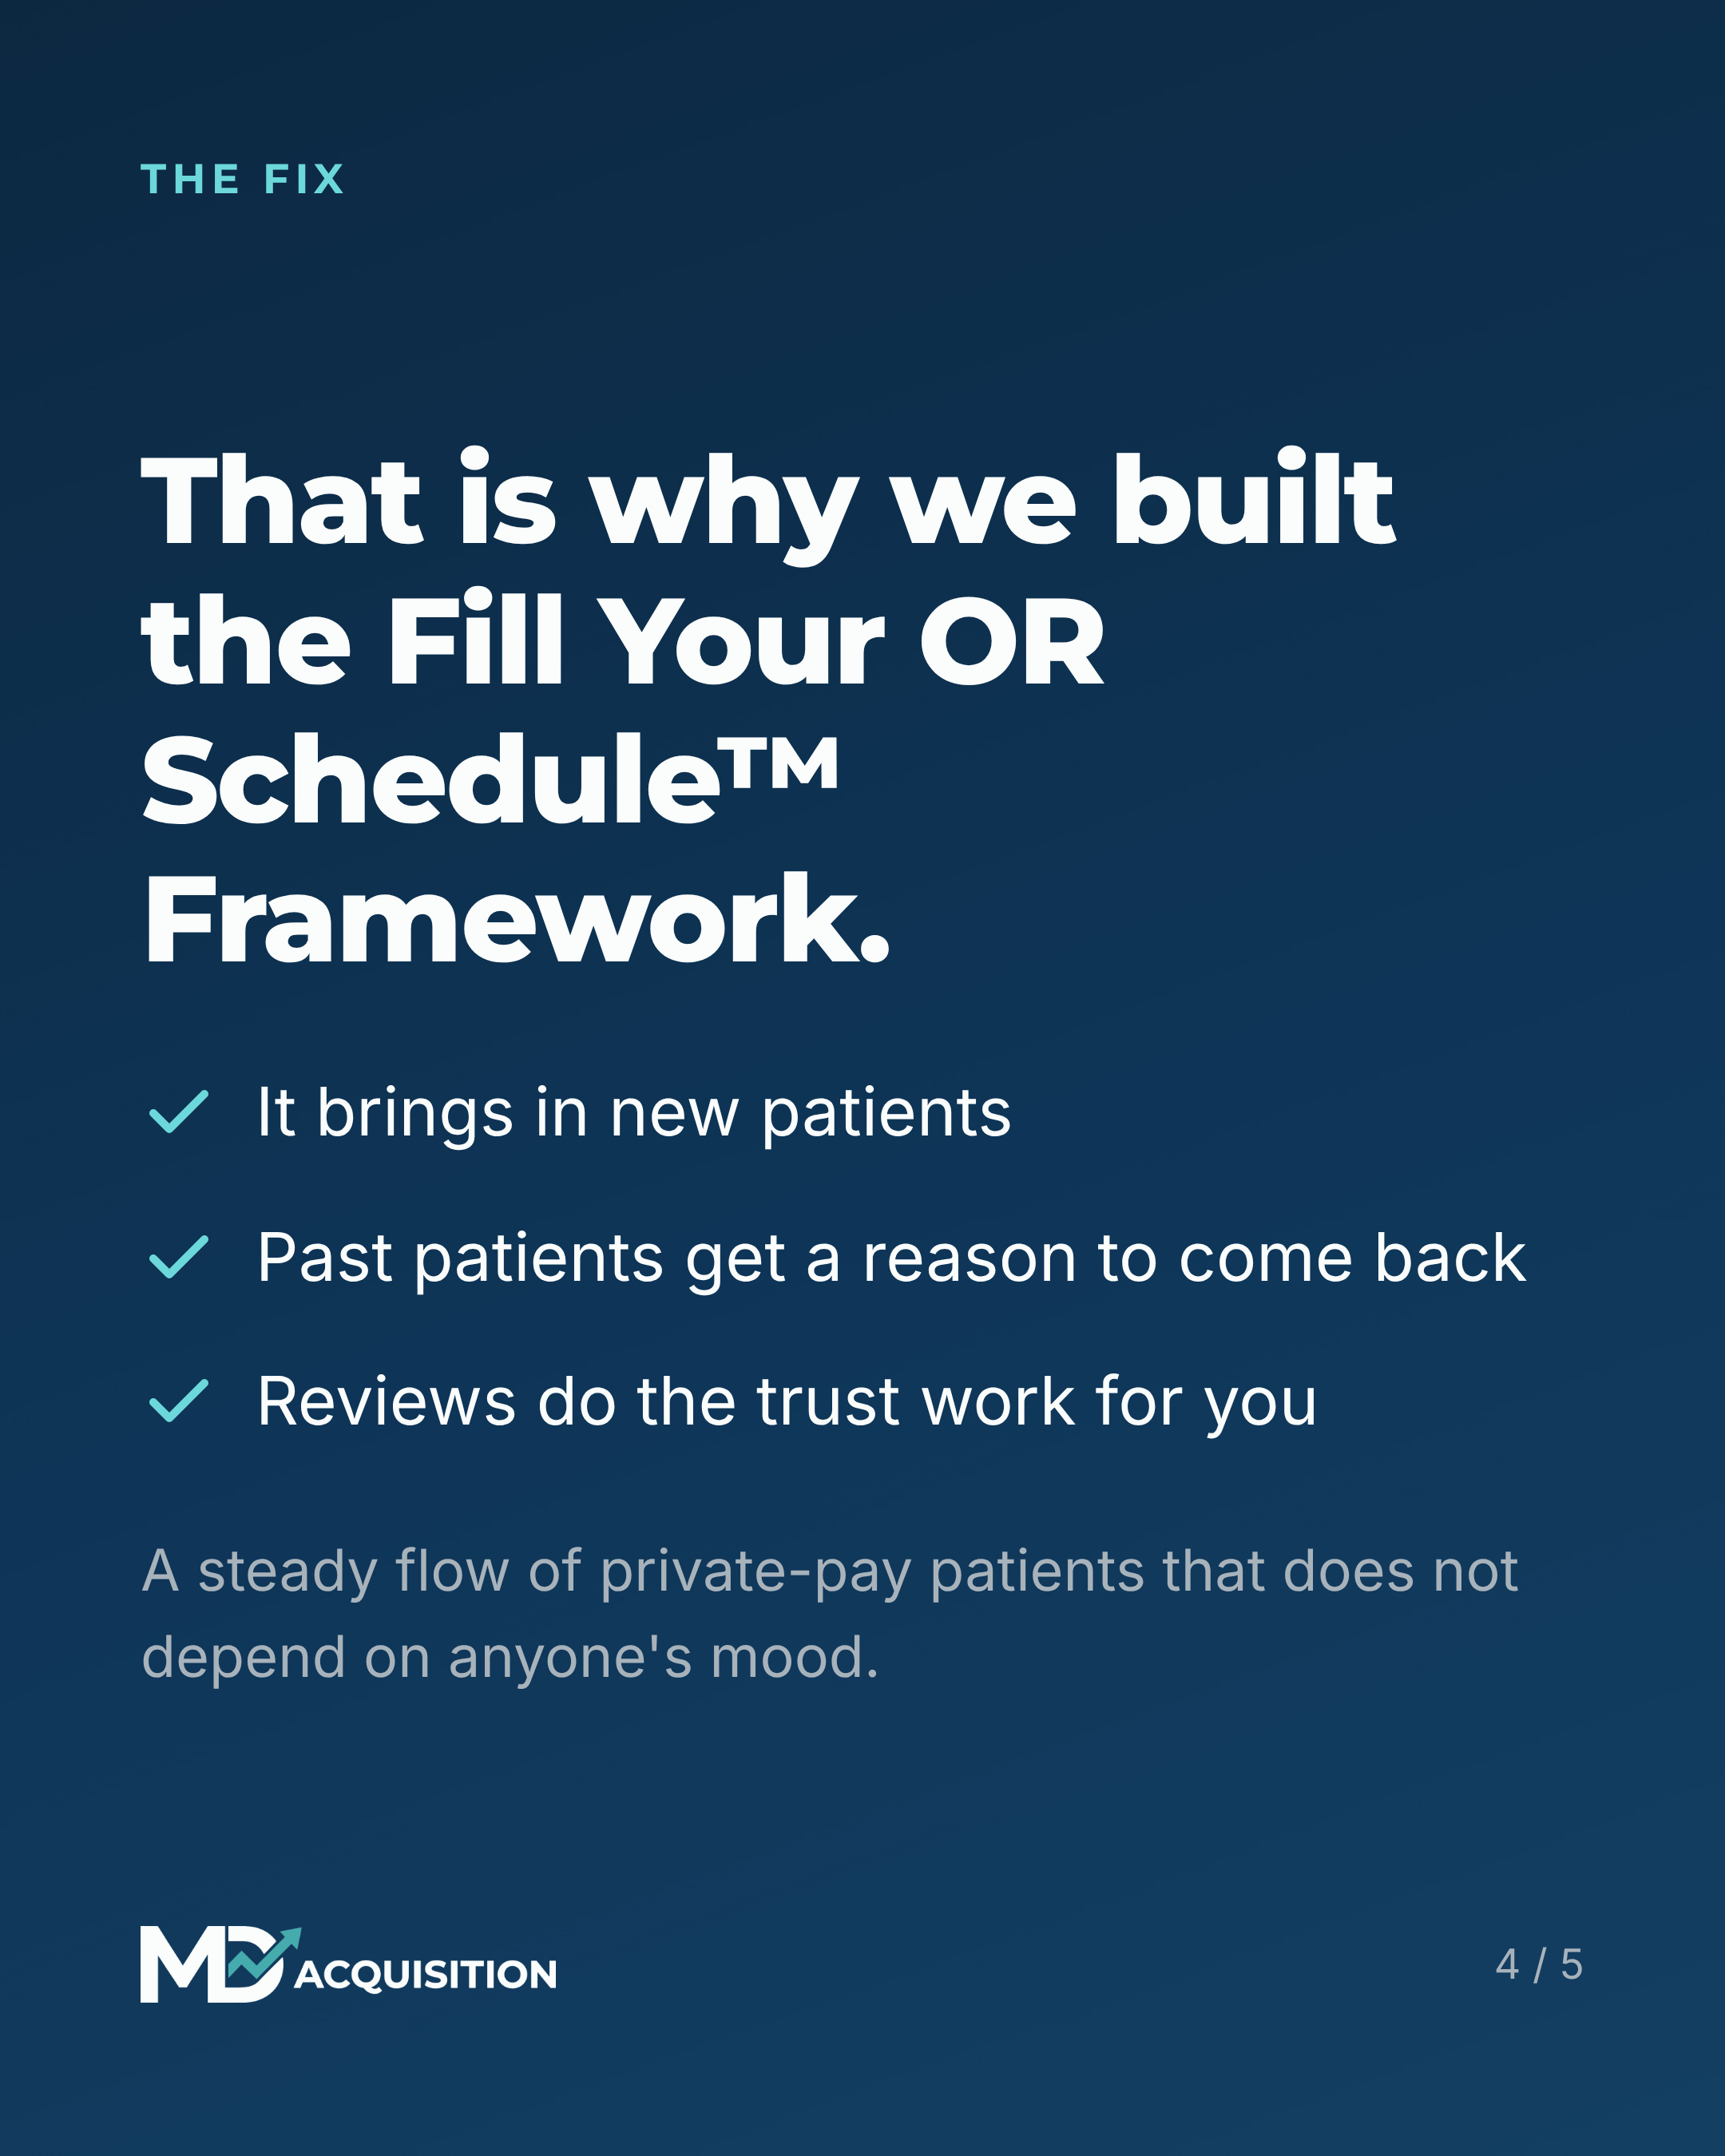 THE FIX
That is why we built
the Fill Your OR
Schedule™
Framework.
It brings in new patients
Past patients get a reason to come back
Reviews do the trust work for you
A steady flow of private-pay patients that does not
depend on anyone's mood.
MD ACQUISITION
4 / 5